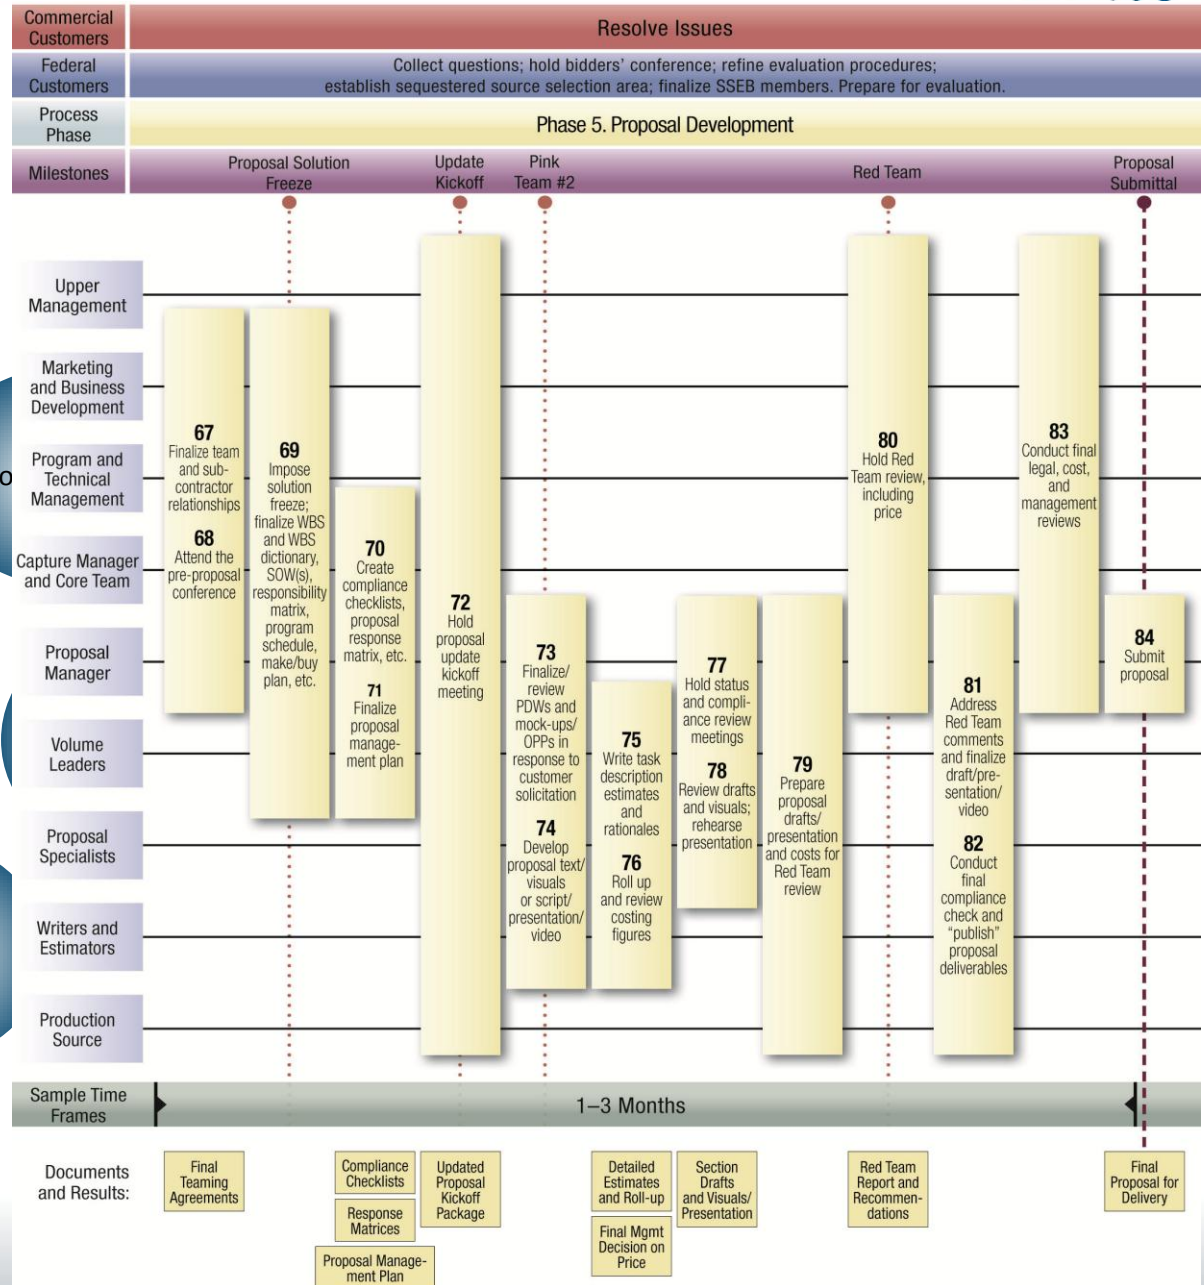 Commercial
Customers
Resolve Issues
Federal
Customers
Collect questions; hold bidders' conference; refine evaluation procedures;
establish sequestered source selection area; finalize SSEB members. Prepare for evaluation.
Process
Phase
Phase 5. Proposal Development
Milestones
Proposal Solution
Freeze
Update
Kickoff
Pink
Team #2
Red Team
Proposal
Submittal
Upper
Management
Marketing
and Business
Development
Program and
Technical
Management
Capture Manager
and Core Team
Proposal
Manager
Volume
Leaders
Proposal
Specialists
Writers and
Estimators
Production
Source
67
Finalize team
and sub-
contractor
relationships
68
Attend the
pre-proposal
conference
69
Impose
solution
freeze;
finalize WBS
and WBS
dictionary,
SOW(s),
responsibility
matrix,
program
schedule,
make/buy
plan, etc.
70
Create
compliance
checklists,
proposal
response
matrix, etc.
71
Finalize
proposal
manage-
ment plan
72
Hold
proposal
update
kickoff
meeting
73
Finalize/
review
PDWs and
mock-ups/
OPPs in
response to
customer
solicitation
74
Develop
proposal text/
visuals
or script/
presentation/
video
75
Write task
description
estimates
and
rationales
76
Roll up
and review
costing
figures
77
Hold status
and compli-
ance review
meetings
78
Review drafts
and visuals;
rehearse
presentation
79
Prepare
proposal
drafts/
presentation
and costs for
Red Team
review
80
Hold Red
Team review,
including
price
81
Address
Red Team
comments
and finalize
draft/pre-
sentation/
video
82
Conduct
final
compliance
check and
"publish"
proposal
deliverables
83
Conduct final
legal, cost,
and
management
reviews
84
Submit
proposal
Sample Time
Frames
1–3 Months
Documents
and Results:
Final
Teaming
Agreements
Compliance
Checklists
Response
Matrices
Proposal Manage-
ment Plan
Updated
Proposal
Kickoff
Package
Detailed
Estimates
and Roll-up
Final Mgmt
Decision on
Price
Section
Drafts
and Visuals/
Presentation
Red Team
Report and
Recommen-
dations
Final
Proposal for
Delivery